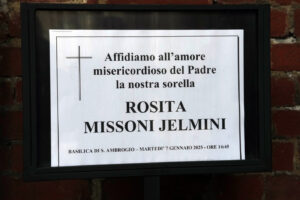 Affidiamo all'amore
misericordioso del Padre
la nostra sorella
ROSITA
MISSONI JELMINI
BASILICA DI S. AMBROGIO – MARTEDI' 7 GENNAIO 2025 - ORE 14:45